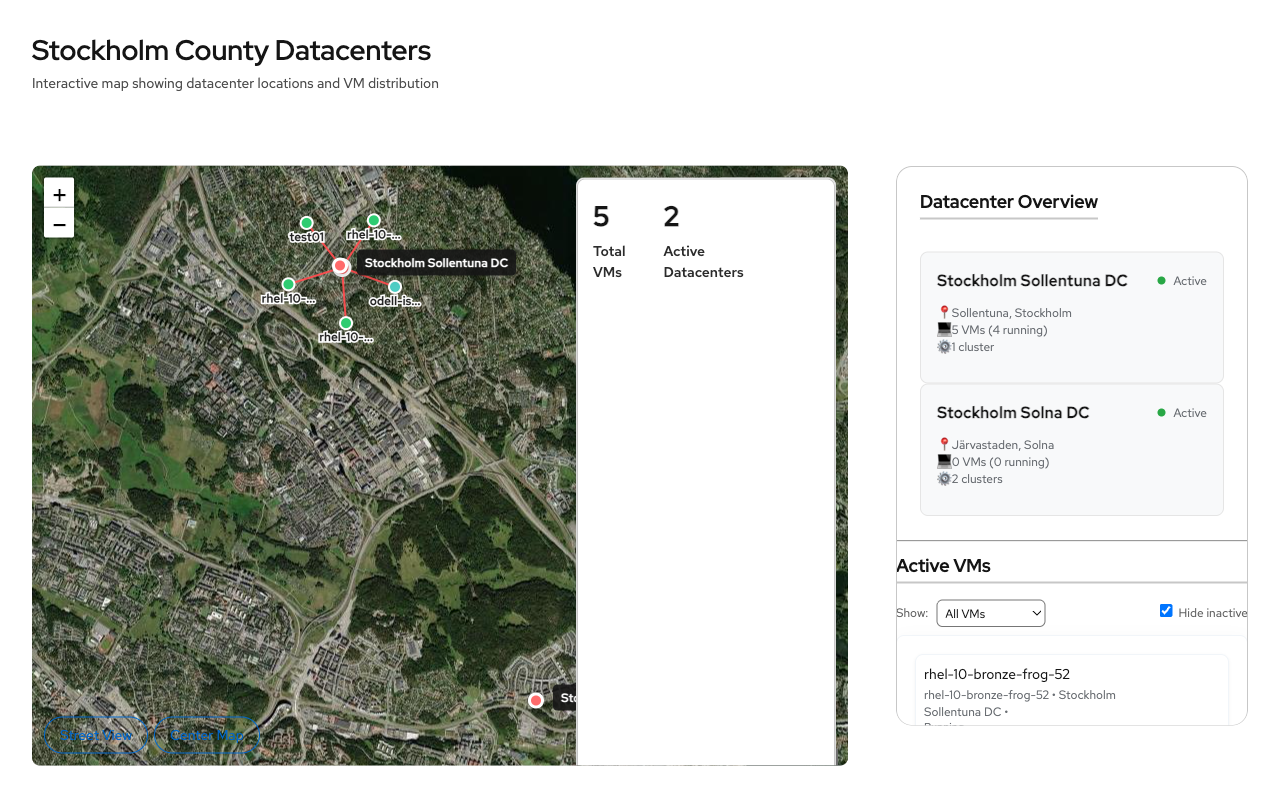 Stockholm County Datacenters
Interactive map showing datacenter locations and VM distribution
+
−
test01
rhel-10-...
Stockholm Sollentuna DC
rhel-10-...
odell-is...
rhel-10-...
Sto
Street View
Center Map
5
Total
VMs
2
Active
Datacenters
Datacenter Overview
Stockholm Sollentuna DC
Active
Sollentuna, Stockholm
5 VMs (4 running)
1 cluster
Stockholm Solna DC
Active
Järvastaden, Solna
0 VMs (0 running)
2 clusters
Active VMs
Show: All VMs
Hide inactive
rhel-10-bronze-frog-52
rhel-10-bronze-frog-52 • Stockholm
Sollentuna DC •